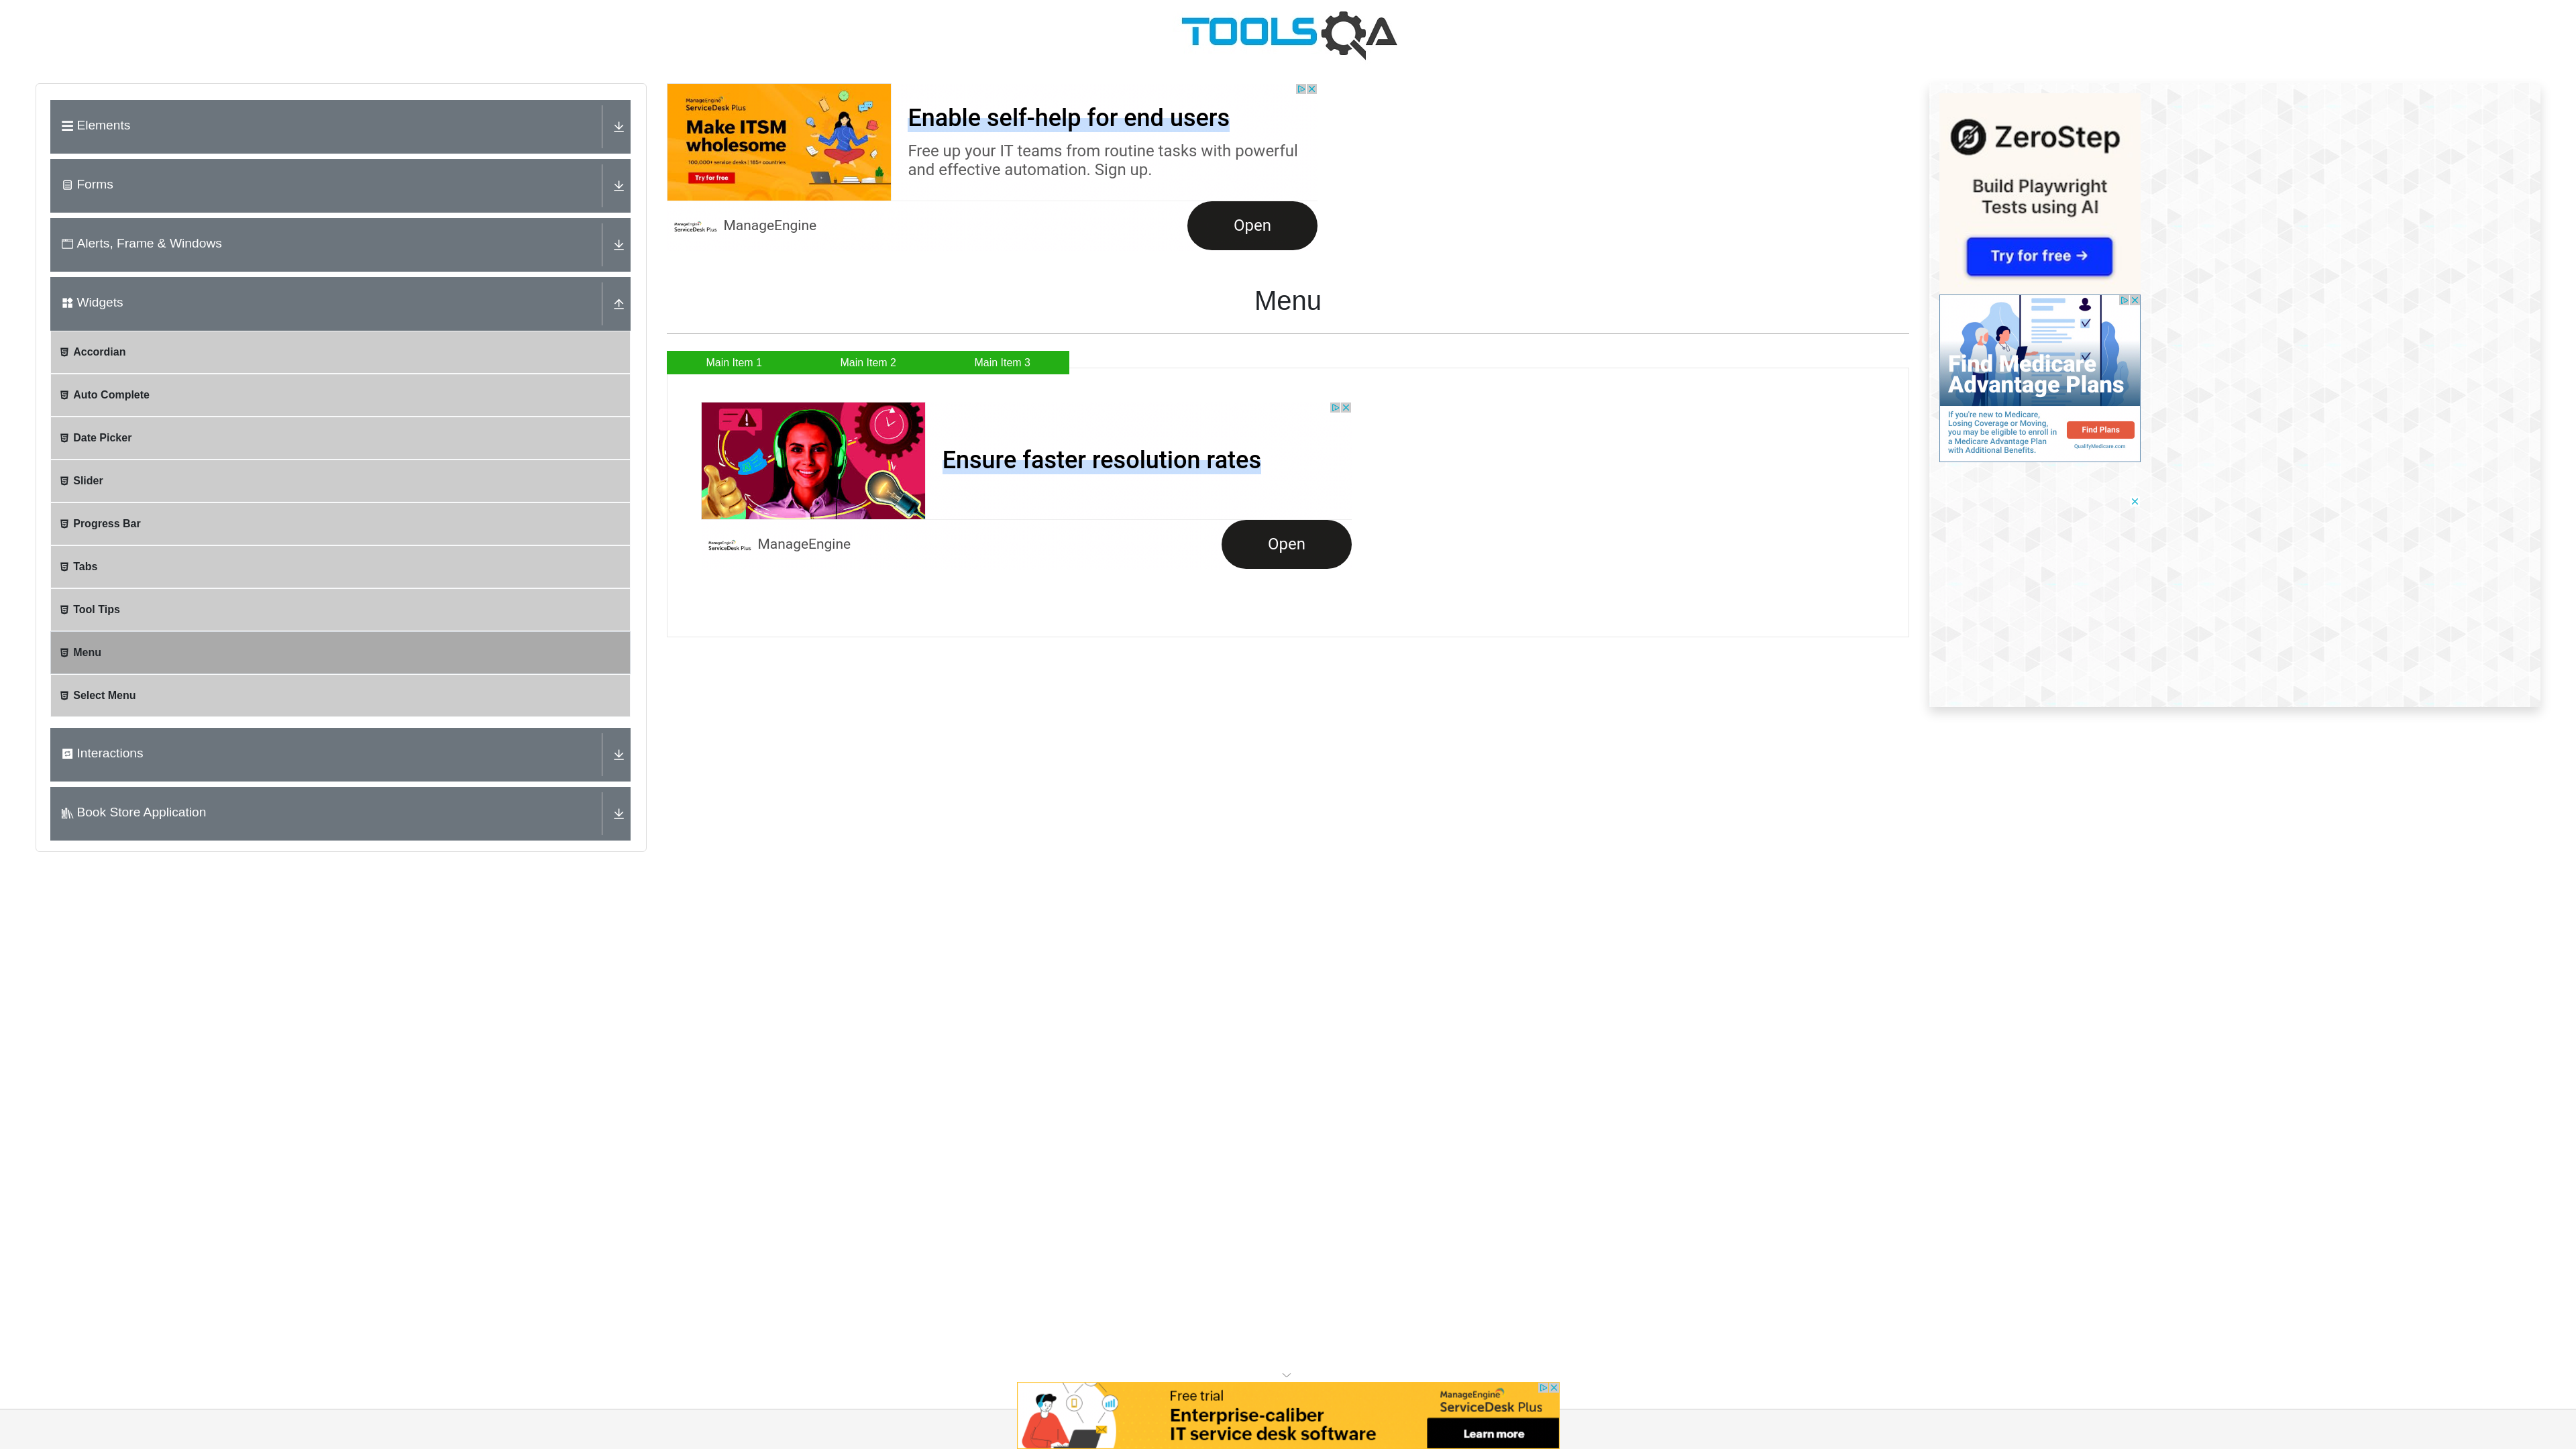 TOOLSQA
Elements
Forms
Alerts, Frame & Windows
Widgets
Accordian
Auto Complete
Date Picker
Slider
Progress Bar
Tabs
Tool Tips
Menu
Select Menu
Interactions
Book Store Application
ManageEngine
ServiceDesk Plus
Make ITSM
wholesome
100,000+ service desks | 185+ countries
Try for free
Enable self-help for end users
Free up your IT teams from routine tasks with powerful
and effective automation. Sign up.
ManageEngine
ServiceDesk Plus
ManageEngine
Open
Menu
Main Item 1
Main Item 2
Main Item 3
Ensure faster resolution rates
ManageEngine
ServiceDesk Plus
ManageEngine
Open
ZeroStep
Build Playwright
Tests using AI
Try for free →
Find Medicare
Advantage Plans
If you're new to Medicare,
Losing Coverage or Moving,
you may be eligible to enroll in
a Medicare Advantage Plan
with Additional Benefits.
Find Plans
QualifyMedicare.com
Free trial
Enterprise-caliber
IT service desk software
ManageEngine
ServiceDesk Plus
Learn more